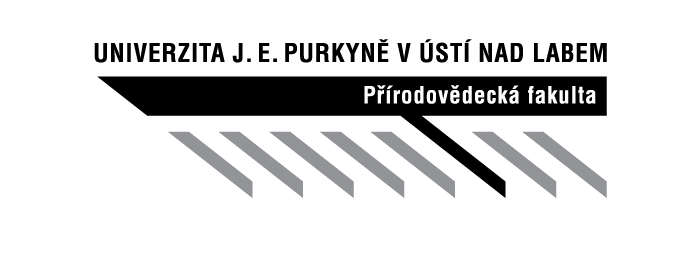 UNIVERZITA J. E. PURKYNĚ V ÚSTÍ NAD LABEM
Přírodovědecká fakulta